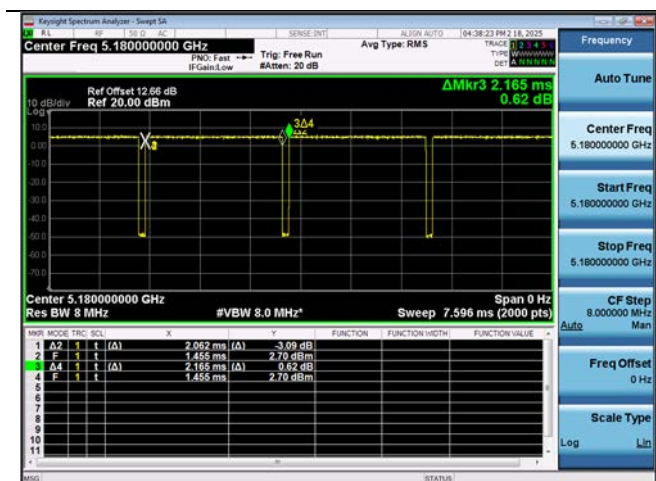 Keysight Spectrum Analyzer - Swept SA
RL RF 50 Ω AC SENSE:INT ALIGN AUTO 04:38:23 PM 2 18, 2025
Center Freq 5.180000000 GHz
PNO: Fast
IFGain:Low
Trig: Free Run
#Atten: 20 dB
Avg Type: RMS
TRACE 1 2 3 4 5 6
TYPE WWWWWW
DET A N N N N N
Ref Offset 12.66 dB
Ref 20.00 dBm
10 dB/div
Log
ΔMkr3 2.165 ms
0.62 dB
10.0
0.00
-10.0
-20.0
-30.0
-40.0
-50.0
-60.0
-70.0
3Δ4
Center 5.180000000 GHz
Span 0 Hz
Res BW 8 MHz
#VBW 8.0 MHz*
Sweep 7.596 ms (2000 pts)
MKR MODE TRC SCL X Y FUNCTION FUNCTION WIDTH FUNCTION VALUE
1 Δ2 1 t (Δ) 2.062 ms (Δ) -3.09 dB
2 F 1 t 1.455 ms 2.70 dBm
3 Δ4 1 t (Δ) 2.165 ms (Δ) 0.62 dB
4 F 1 t 1.455 ms 2.70 dBm
5
6
7
8
9
10
11
MSG
STATUS
Frequency
Auto Tune
Center Freq
5.180000000 GHz
Start Freq
5.180000000 GHz
Stop Freq
5.180000000 GHz
CF Step
8.000000 MHz
Auto Man
Freq Offset
0 Hz
Scale Type
Log Lin